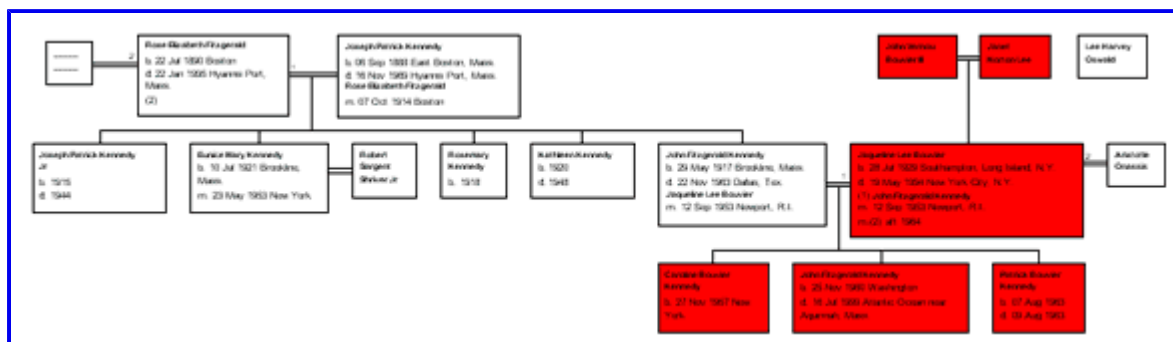 Rose Elizabeth Fitzgerald
b. 22 Jul 1890 Boston
d. 22 Jan 1995 Hyannis Port,
Mass.
(2)
Joseph Patrick Kennedy
b. 06 Sep 1888 East Boston, Mass.
d. 16 Nov 1969 Hyannis Port, Mass.
Rose Elizabeth Fitzgerald
m. 07 Oct 1914 Boston
Bouvier III
Janet
Lee Harvey
Oswald
2
1
Joseph Patrick Kennedy
Jr
b. 1915
d. 1944
Eunice Mary Kennedy
b. 10 Jul 1921 Brookline,
Mass.
m. 23 May 1953 New York
Robert
Sargent
Shriver Jr
Rosemary
Kennedy
b. 1918
Kathleen Kennedy
b. 1920
d. 1948
John Fitzgerald Kennedy
b. 29 May 1917 Brookline, Mass.
d. 22 Nov 1963 Dallas, Tex.
Jaqueline Lee Bouvier
m. 12 Sep 1953 Newport, R.I.
1
Jaqueline Lee Bouvier
b. 28 Jul 1929 Southampton, Long Island, N.Y.
d. 19 May 1994 New York City, N.Y.
(1) John Fitzgerald Kennedy
m. 12 Sep 1953 Newport, R.I.
m.(2) aft. 1964
2
Aristotle
Onassis
Caroline Bouvier
Kennedy
b. 27 Nov 1957 New
York
John Fitzgerald Kennedy
b. 25 Nov 1960 Washington
d. 16 Jul 1999 Atlantic Ocean near
Mass
Patrick Bouvier
Kennedy
b. 07 Aug 1963
d. 09 Aug 1963